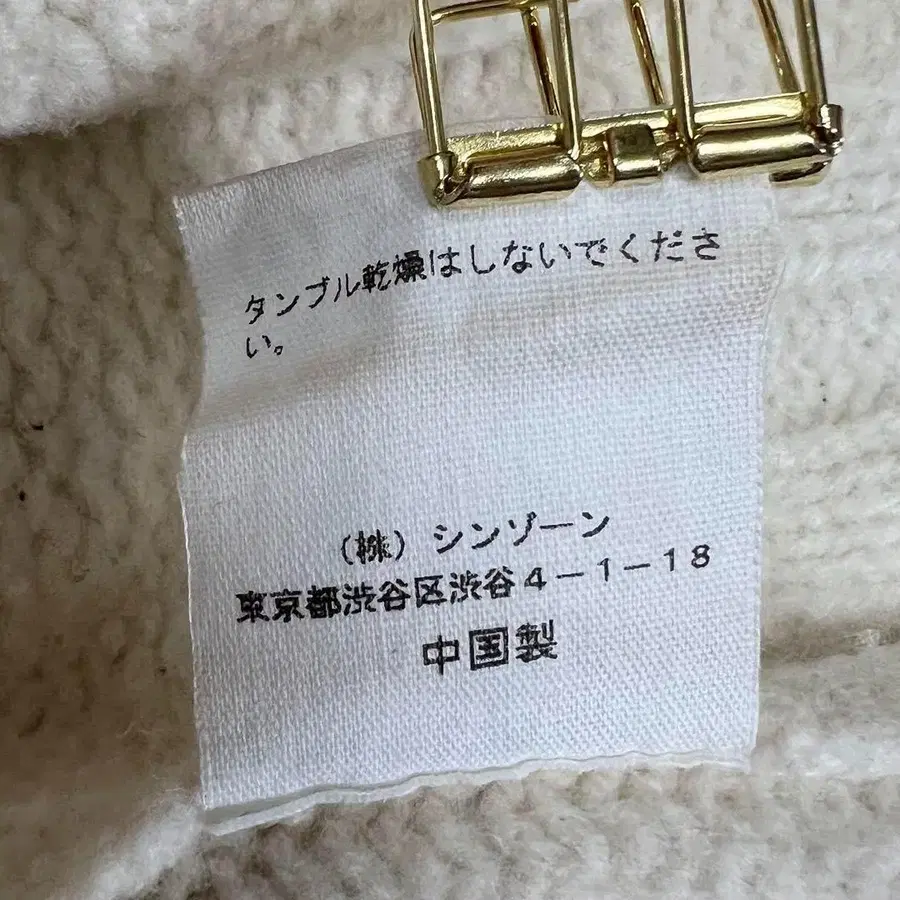 タンブル乾燥はしないでくださ
い。
（株）シンゾーン
東京都渋谷区渋谷４－１－１８
中国製